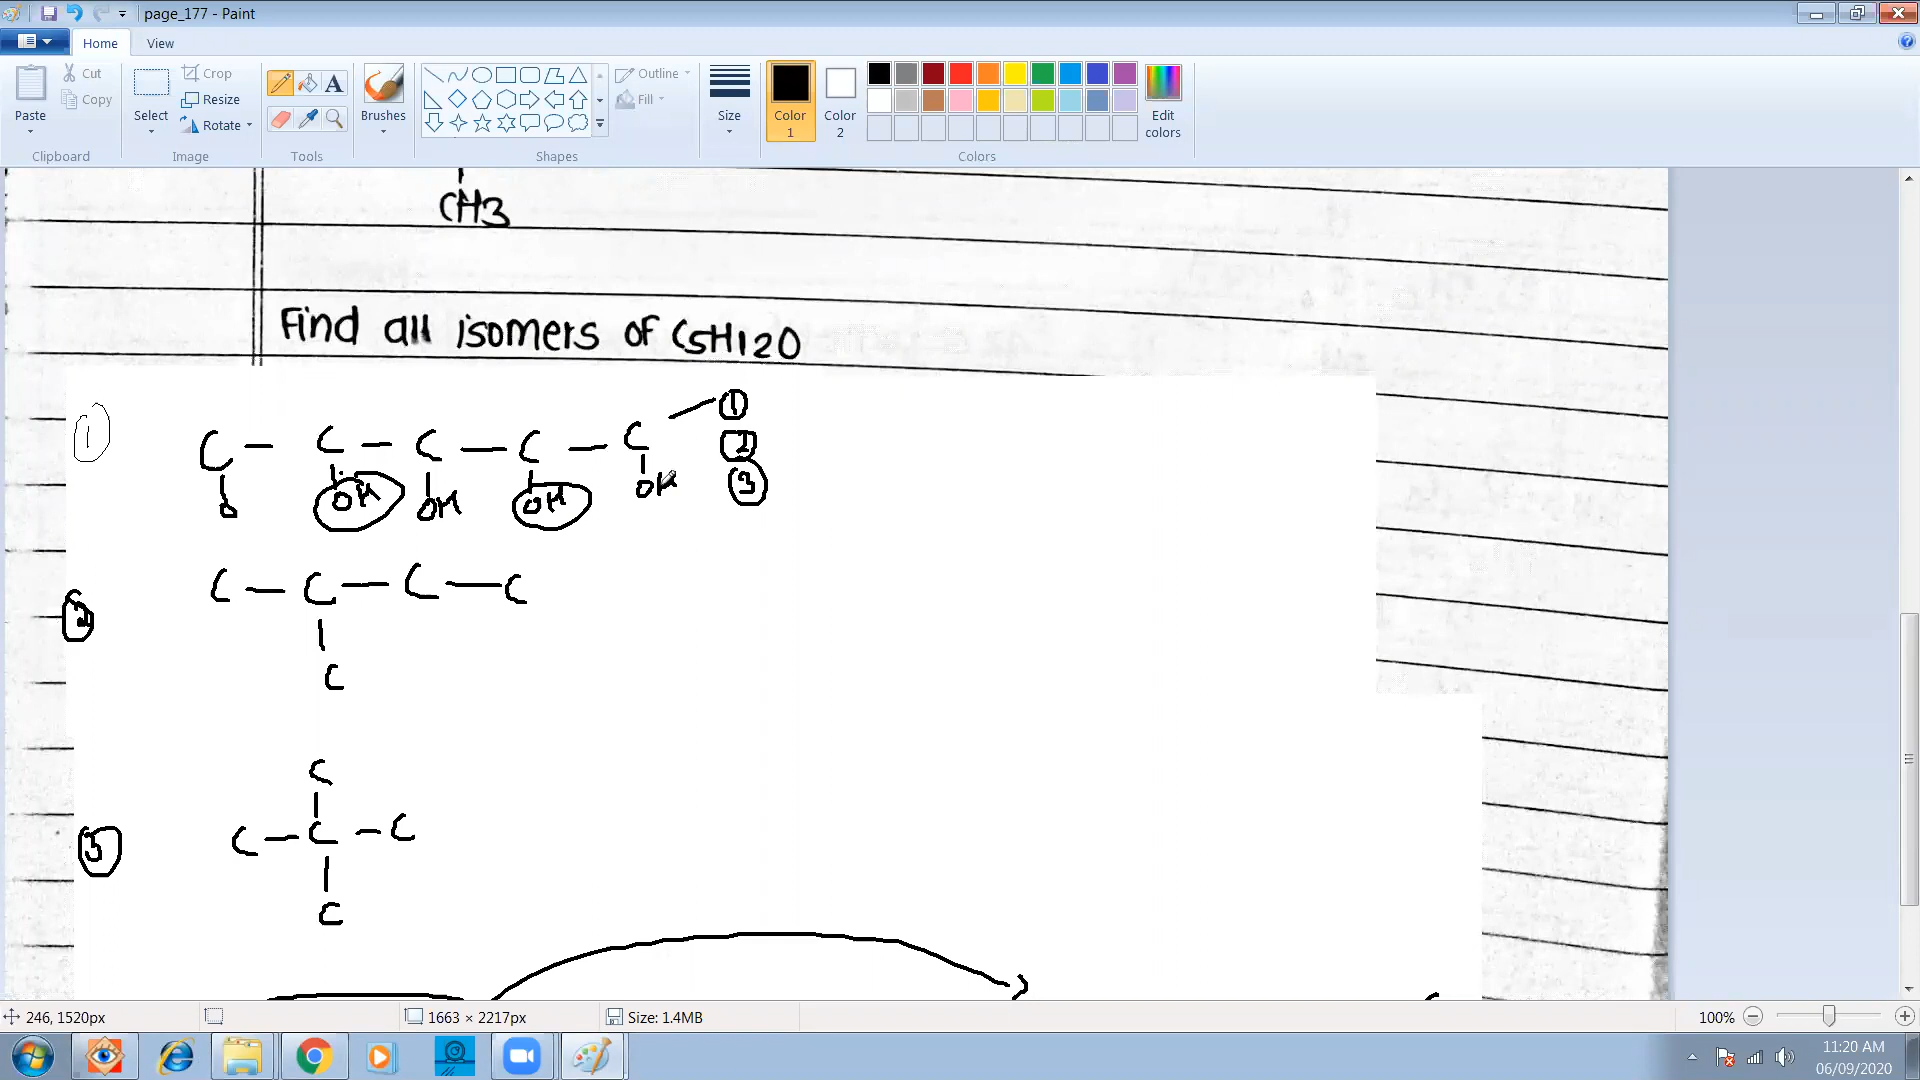 page_177 - Paint
Home View
Paste Cut Copy Select Crop Resize Rotate Brushes Outline Fill Size Color 1 Color 2 Edit colors
Clipboard Image Tools Shapes Colors
CH3
Find all isomers of C5H12O
1
C - C - C - C - C 1
2
3
O OH OH OH OH
C - C - C - C
2
C
C
3 C - C - C
C
246, 1520px 1663 × 2217px Size: 1.4MB 100%
11:20 AM
06/09/2020